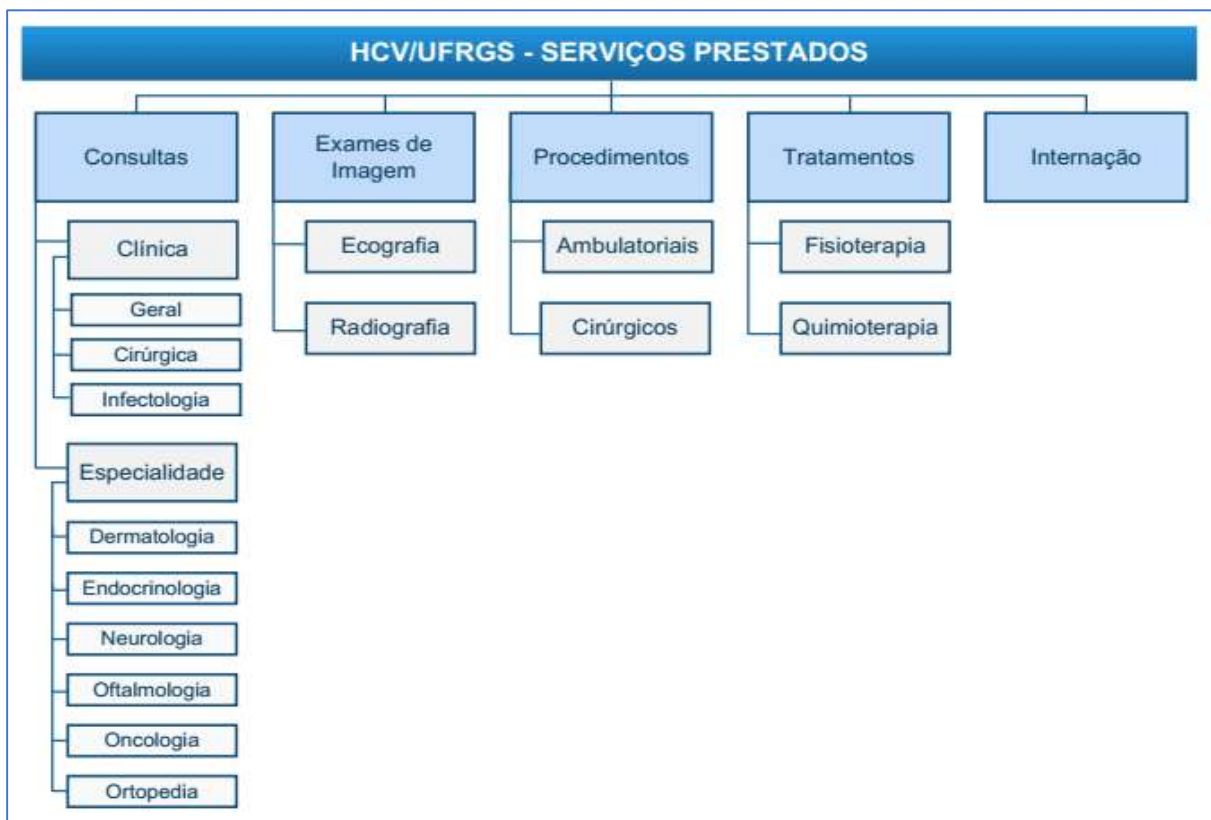 HCV/UFRGS - SERVIÇOS PRESTADOS
Consultas
Clínica
Geral
Cirúrgica
Infectologia
Especialidade
Dermatologia
Endocrinologia
Neurologia
Oftalmologia
Oncologia
Ortopedia
Exames de
Imagem
Ecografia
Radiografia
Procedimentos
Ambulatoriais
Cirúrgicos
Tratamentos
Fisioterapia
Quimioterapia
Internação